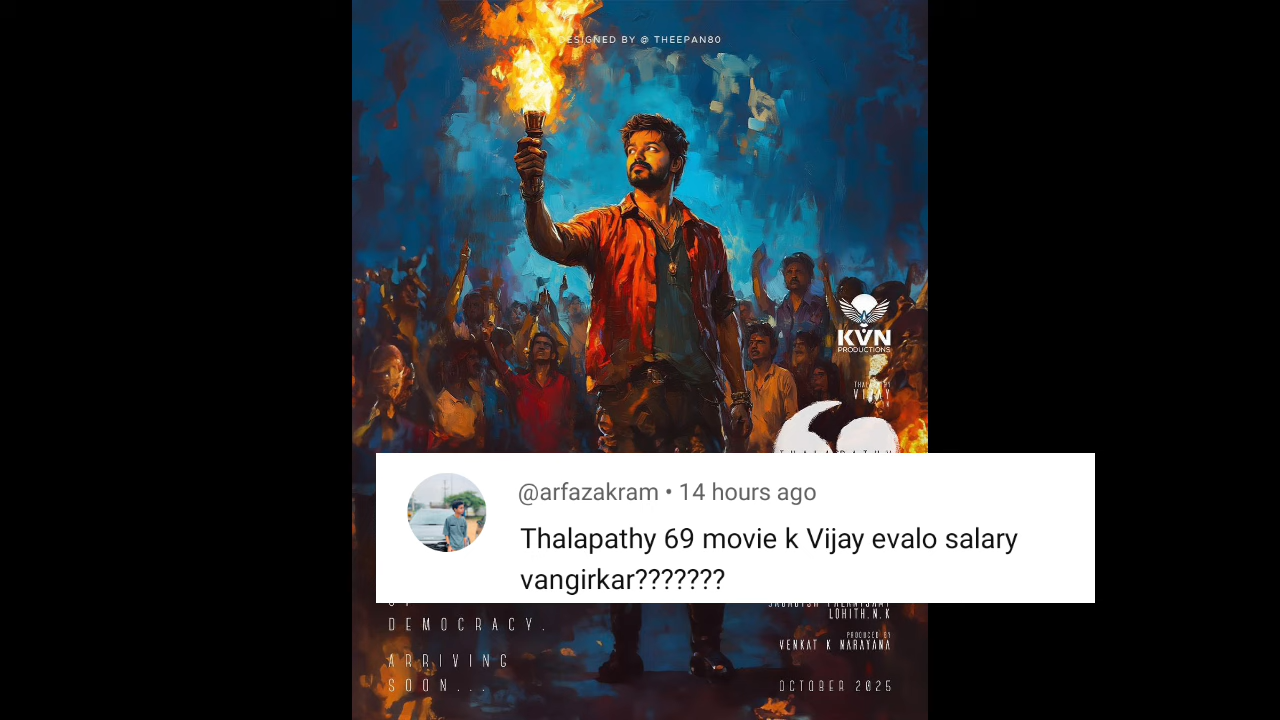 DESIGNED BY @ THEEPAN80
KVN
PRODUCTIONS
VIJAY
@arfazakram • 14 hours ago
Thalapathy 69 movie k Vijay evalo salary
vangirkar???????
LOHITH.N.K
DEMOCRACY.
PRODUCED BY
VENKAT K NARAYANA
ARRIVING
SOON...
OCTOBER 2025